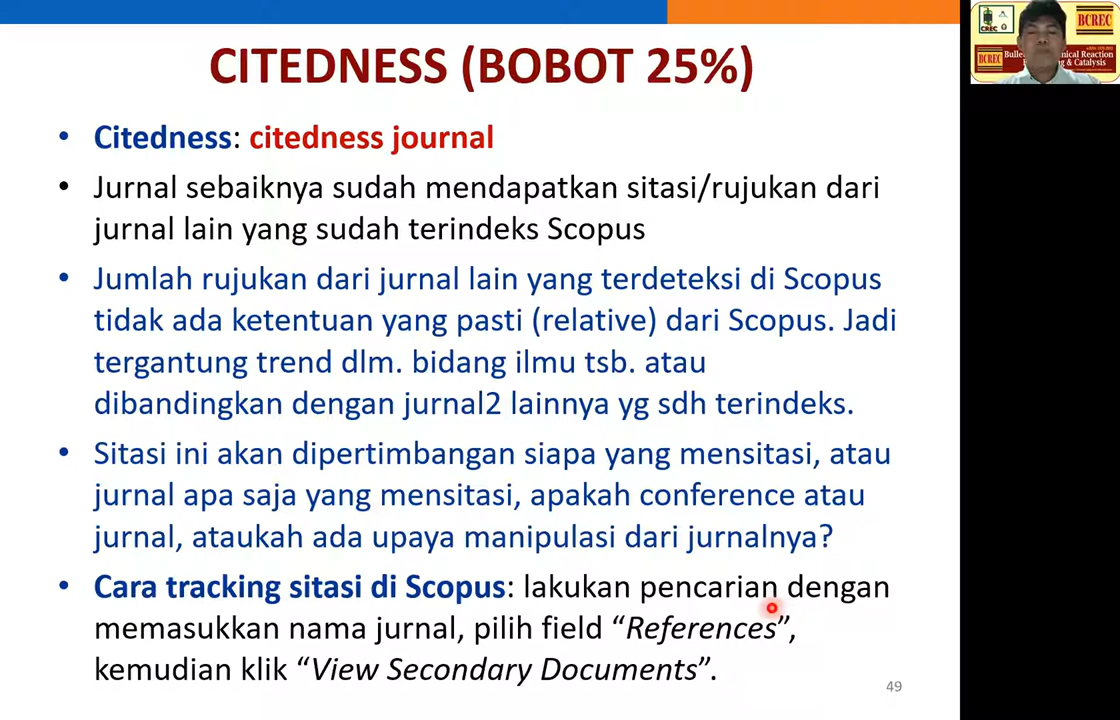 CITEDNESS (BOBOT 25%)
• Citedness: citedness journal
• Jurnal sebaiknya sudah mendapatkan sitasi/rujukan dari
jurnal lain yang sudah terindeks Scopus
• Jumlah rujukan dari jurnal lain yang terdeteksi di Scopus
tidak ada ketentuan yang pasti (relative) dari Scopus. Jadi
tergantung trend dlm. bidang ilmu tsb. atau
dibandingkan dengan jurnal2 lainnya yg sdh terindeks.
• Sitasi ini akan dipertimbangan siapa yang mensitasi, atau
jurnal apa saja yang mensitasi, apakah conference atau
jurnal, ataukah ada upaya manipulasi dari jurnalnya?
• Cara tracking sitasi di Scopus: lakukan pencarian dengan
memasukkan nama jurnal, pilih field “References”,
kemudian klik “View Secondary Documents”.
49
CREC
BCREC
BCREC
& Catalysis